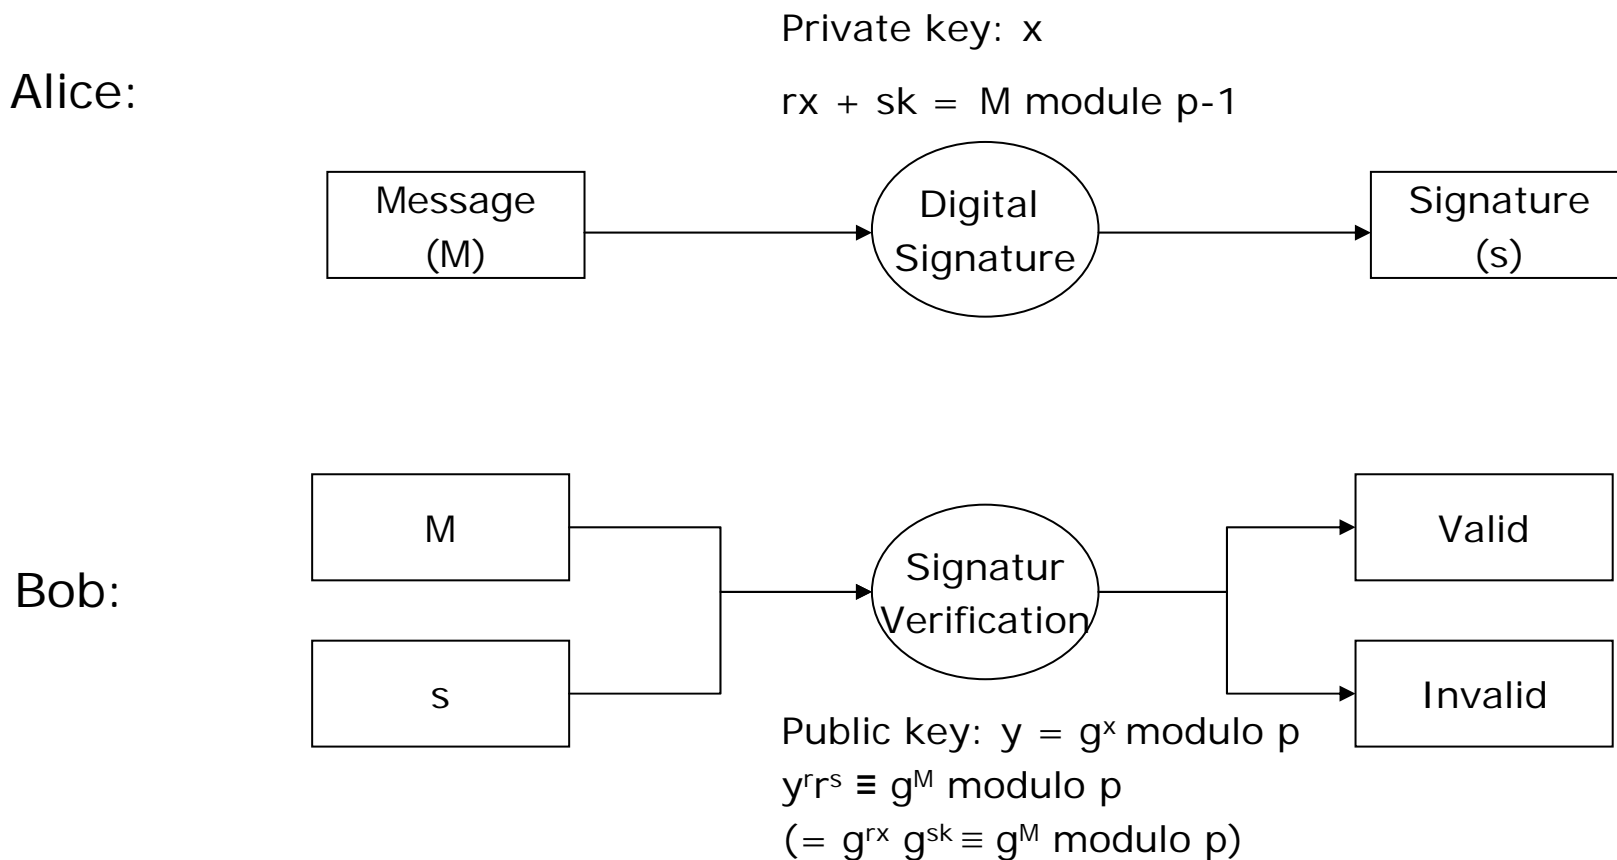 Private key: x
Alice:
rx + sk = M module p-1
Message
(M)
Digital
Signature
Signature
(s)
M
Valid
Bob:
Signatur
Verification
s
Invalid
Public key: y = gˣ modulo p
yʳrˢ ≡ gᴹ modulo p
(= gʳˣ gˢᵏ ≡ gᴹ modulo p)